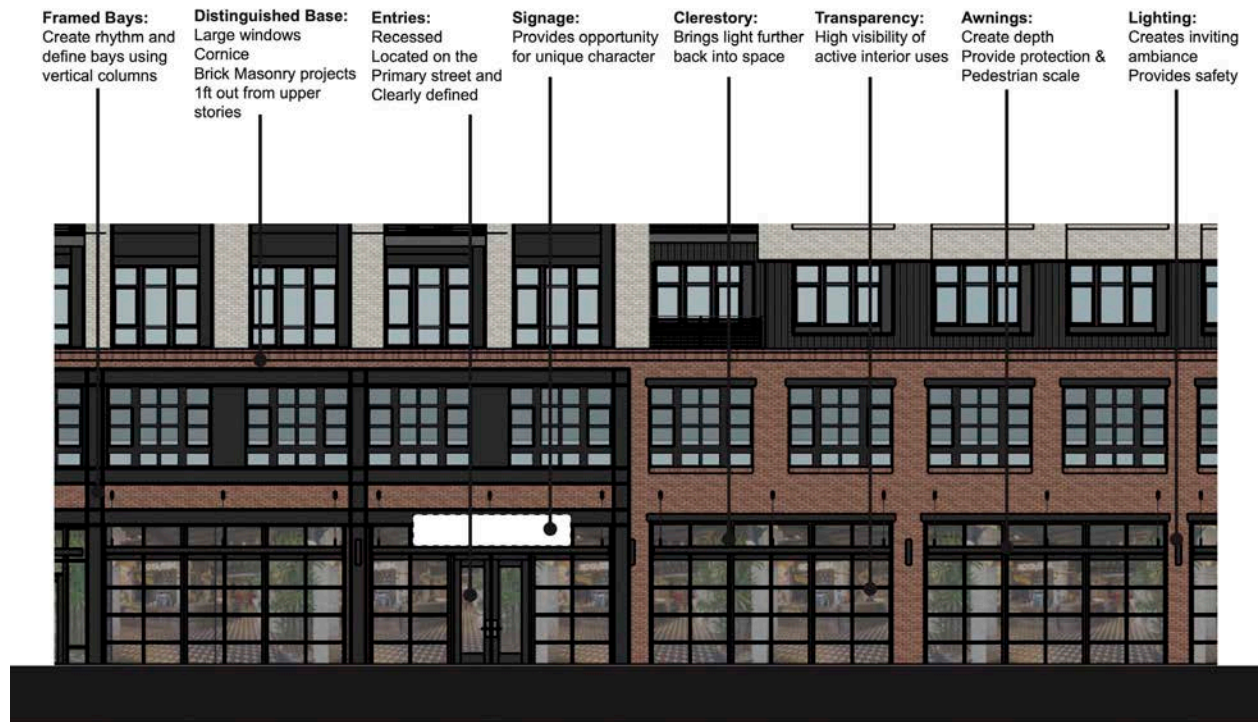 Framed Bays:
Create rhythm and
define bays using
vertical columns
Distinguished Base:
Large windows
Cornice
Brick Masonry projects
1ft out from upper
stories
Entries:
Recessed
Located on the
Primary street and
Clearly defined
Signage:
Provides opportunity
for unique character
Clerestory:
Brings light further
back into space
Transparency:
High visibility of
active interior uses
Awnings:
Create depth
Provide protection &
Pedestrian scale
Lighting:
Creates inviting
ambiance
Provides safety